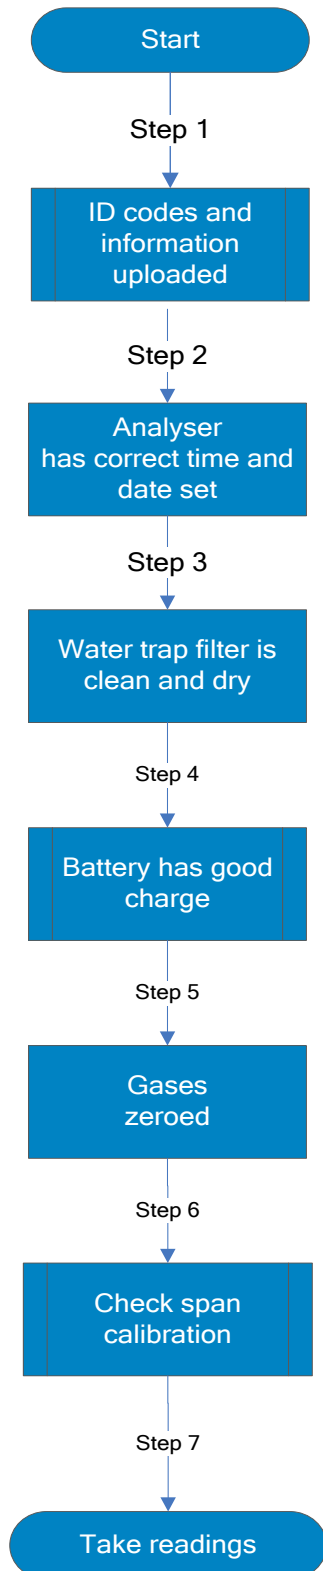 Start
Step 1
ID codes and
information
uploaded
Step 2
Analyser
has correct time and
date set
Step 3
Water trap filter is
clean and dry
Step 4
Battery has good
charge
Step 5
Gases
zeroed
Step 6
Check span
calibration
Step 7
Take readings